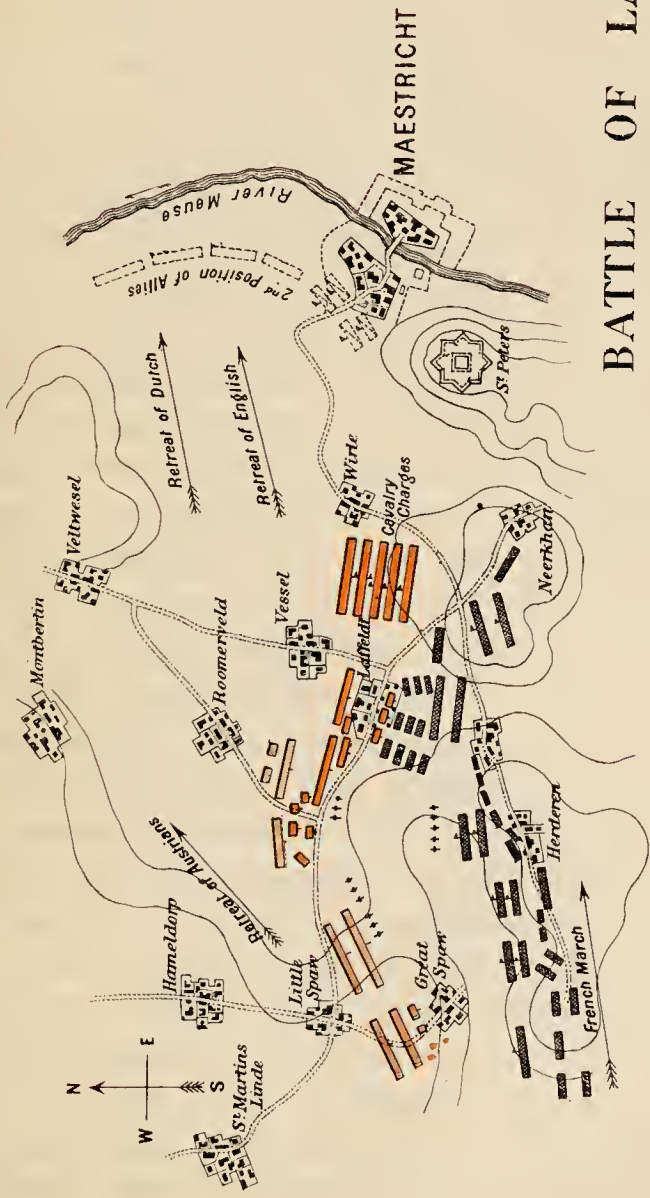 N
W
E
S
St. Martins
Linde
Hameldorp
Montbertin
Veltwesel
Roomerveld
Vessel
Wirle
Retreat of Austrians
Retreat of Dutch
Retreat of English
2nd Position of Allies
River Meuse
MAESTRICHT
St. Peters
Little
Spaw
Great
Spaw
Laffeldt
Cavalry
Charges
Neerkhan
Herderen
French March
BATTLE OF LA